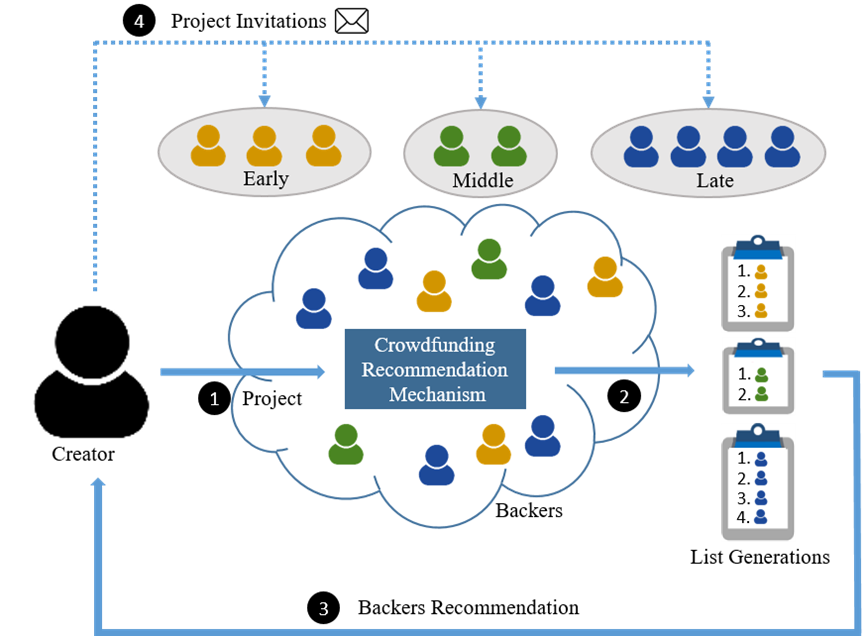 4 Project Invitations
Early
Middle
Late
Crowdfunding
Recommendation
Mechanism
1 Project
2
Creator
Backers
1.
2.
3.
1.
2.
1.
2.
3.
4.
List Generations
3 Backers Recommendation